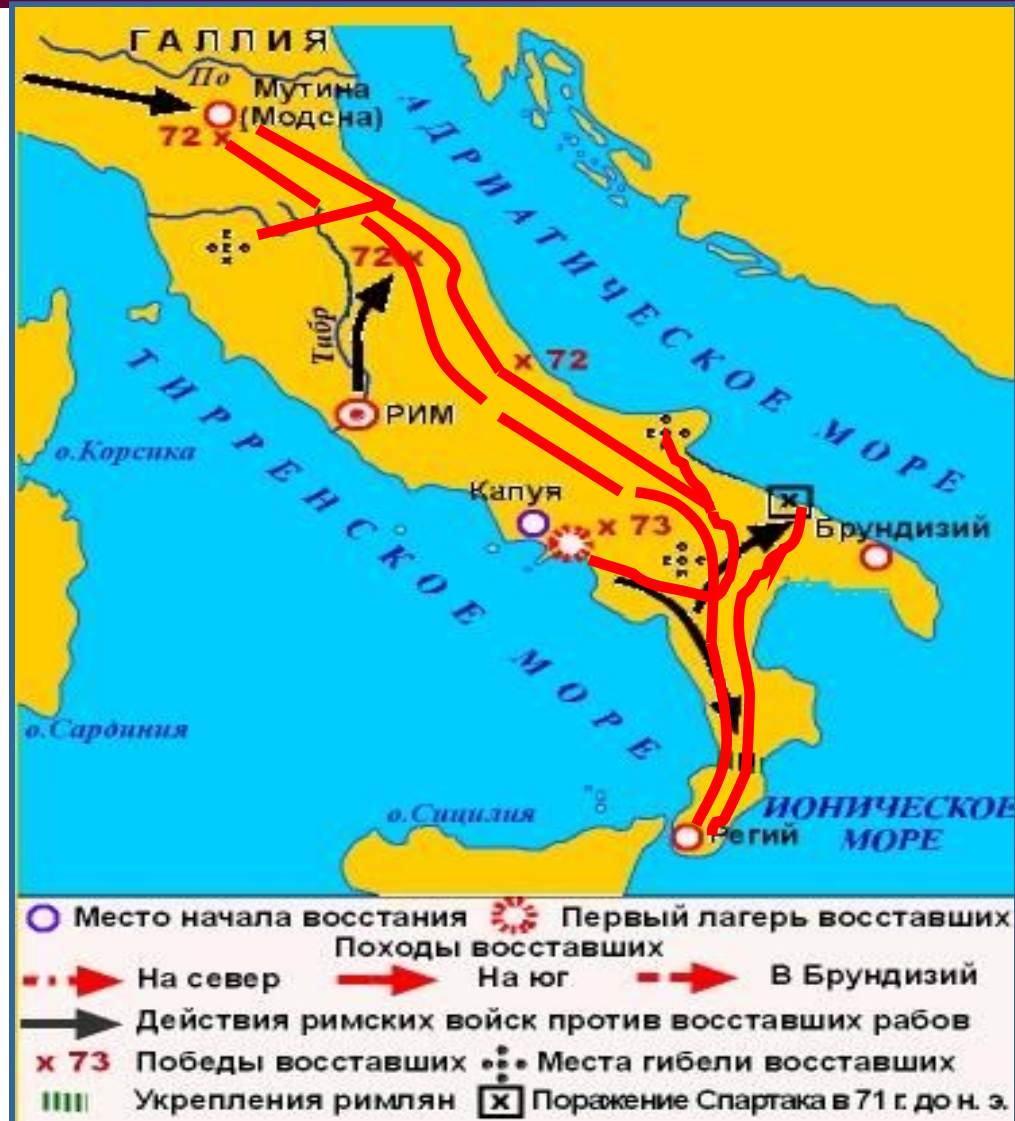 ГАЛЛИЯ
По
Мутина
(Модсна)
72 х
АДРИАТИЧЕСКОЕ МОРЕ
72 х
Тибр
х 72
ТИРРЕНСКОЕ МОРЕ
РИМ
о.Корсика
Капуя
х 73
х
Брундизий
о.Сардиния
о.Сицилия
ИОНИЧЕСКОЕ
МОРЕ
Регий
Место начала восстания Первый лагерь восставших
Походы восставших
На север На юг В Брундизий
Действия римских войск против восставших рабов
х 73 Победы восставших Места гибели восставших
Укрепления римлян х Поражение Спартака в 71 г. до н. э.